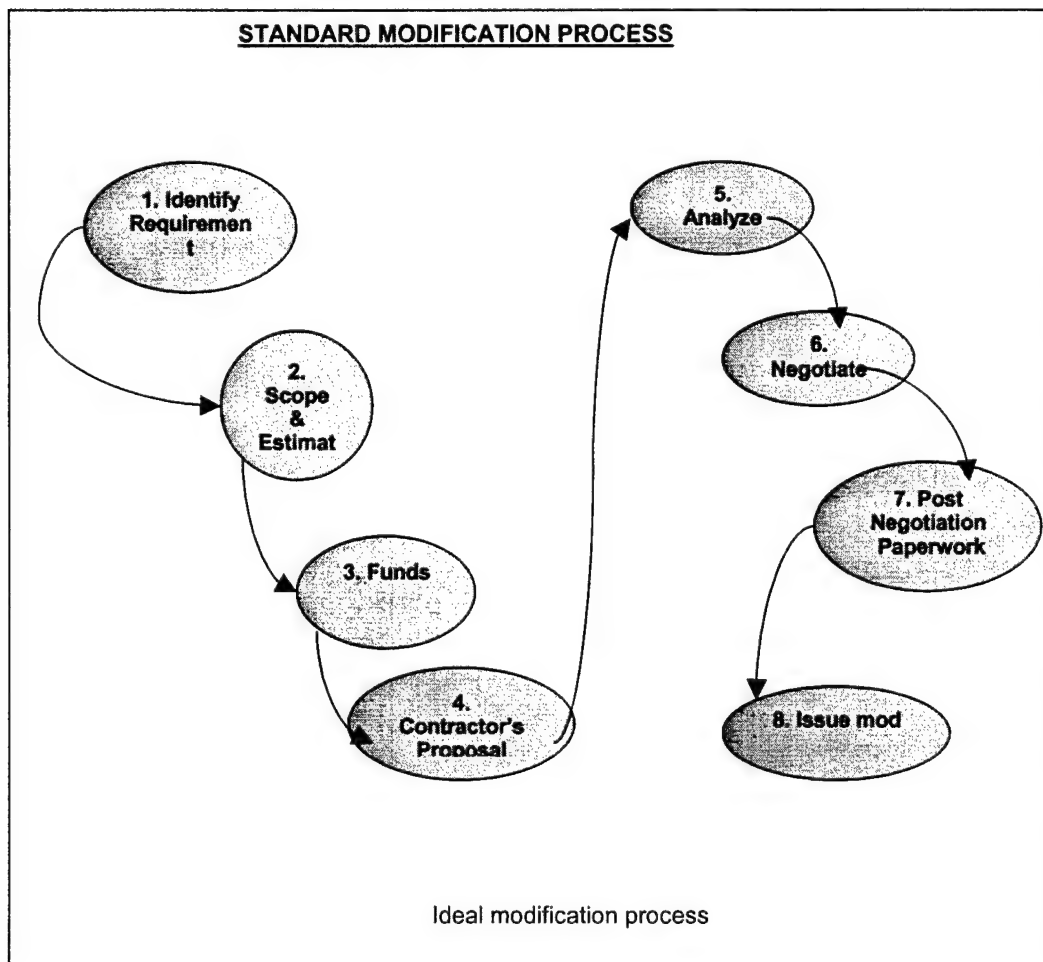 STANDARD MODIFICATION PROCESS
1. Identify
Requiremen
t
2.
Scope
&
Estimat
3. Funds
4.
Contractor's
Proposal
5.
Analyze
6.
Negotiate
7. Post
Negotiation
Paperwork
8. Issue mod
Ideal modification process